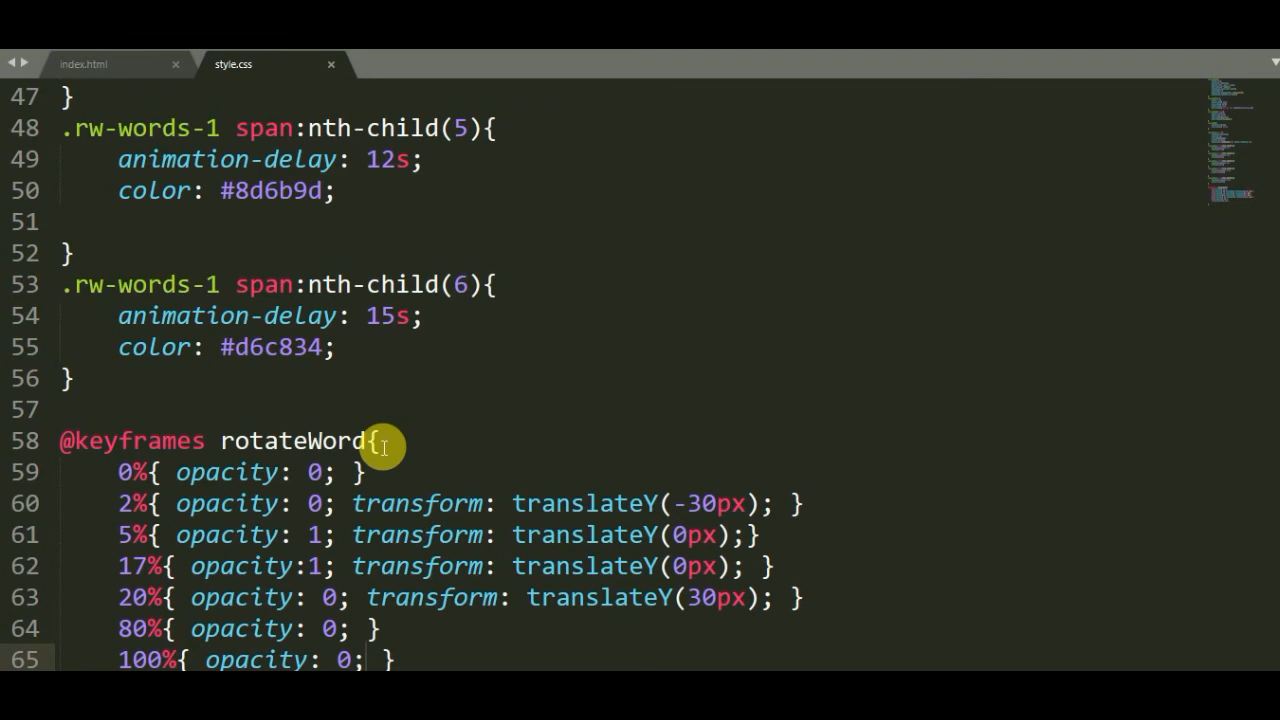 index.html × style.css ×
47 }
48 .rw-words-1 span:nth-child(5){
49 animation-delay: 12s;
50 color: #8d6b9d;
51
52 }
53 .rw-words-1 span:nth-child(6){
54 animation-delay: 15s;
55 color: #d6c834;
56 }
57
58 @keyframes rotateWord{
59 0%{ opacity: 0; }
60 2%{ opacity: 0; transform: translateY(-30px); }
61 5%{ opacity: 1; transform: translateY(0px);}
62 17%{ opacity:1; transform: translateY(0px); }
63 20%{ opacity: 0; transform: translateY(30px); }
64 80%{ opacity: 0; }
65 100%{ opacity: 0; }